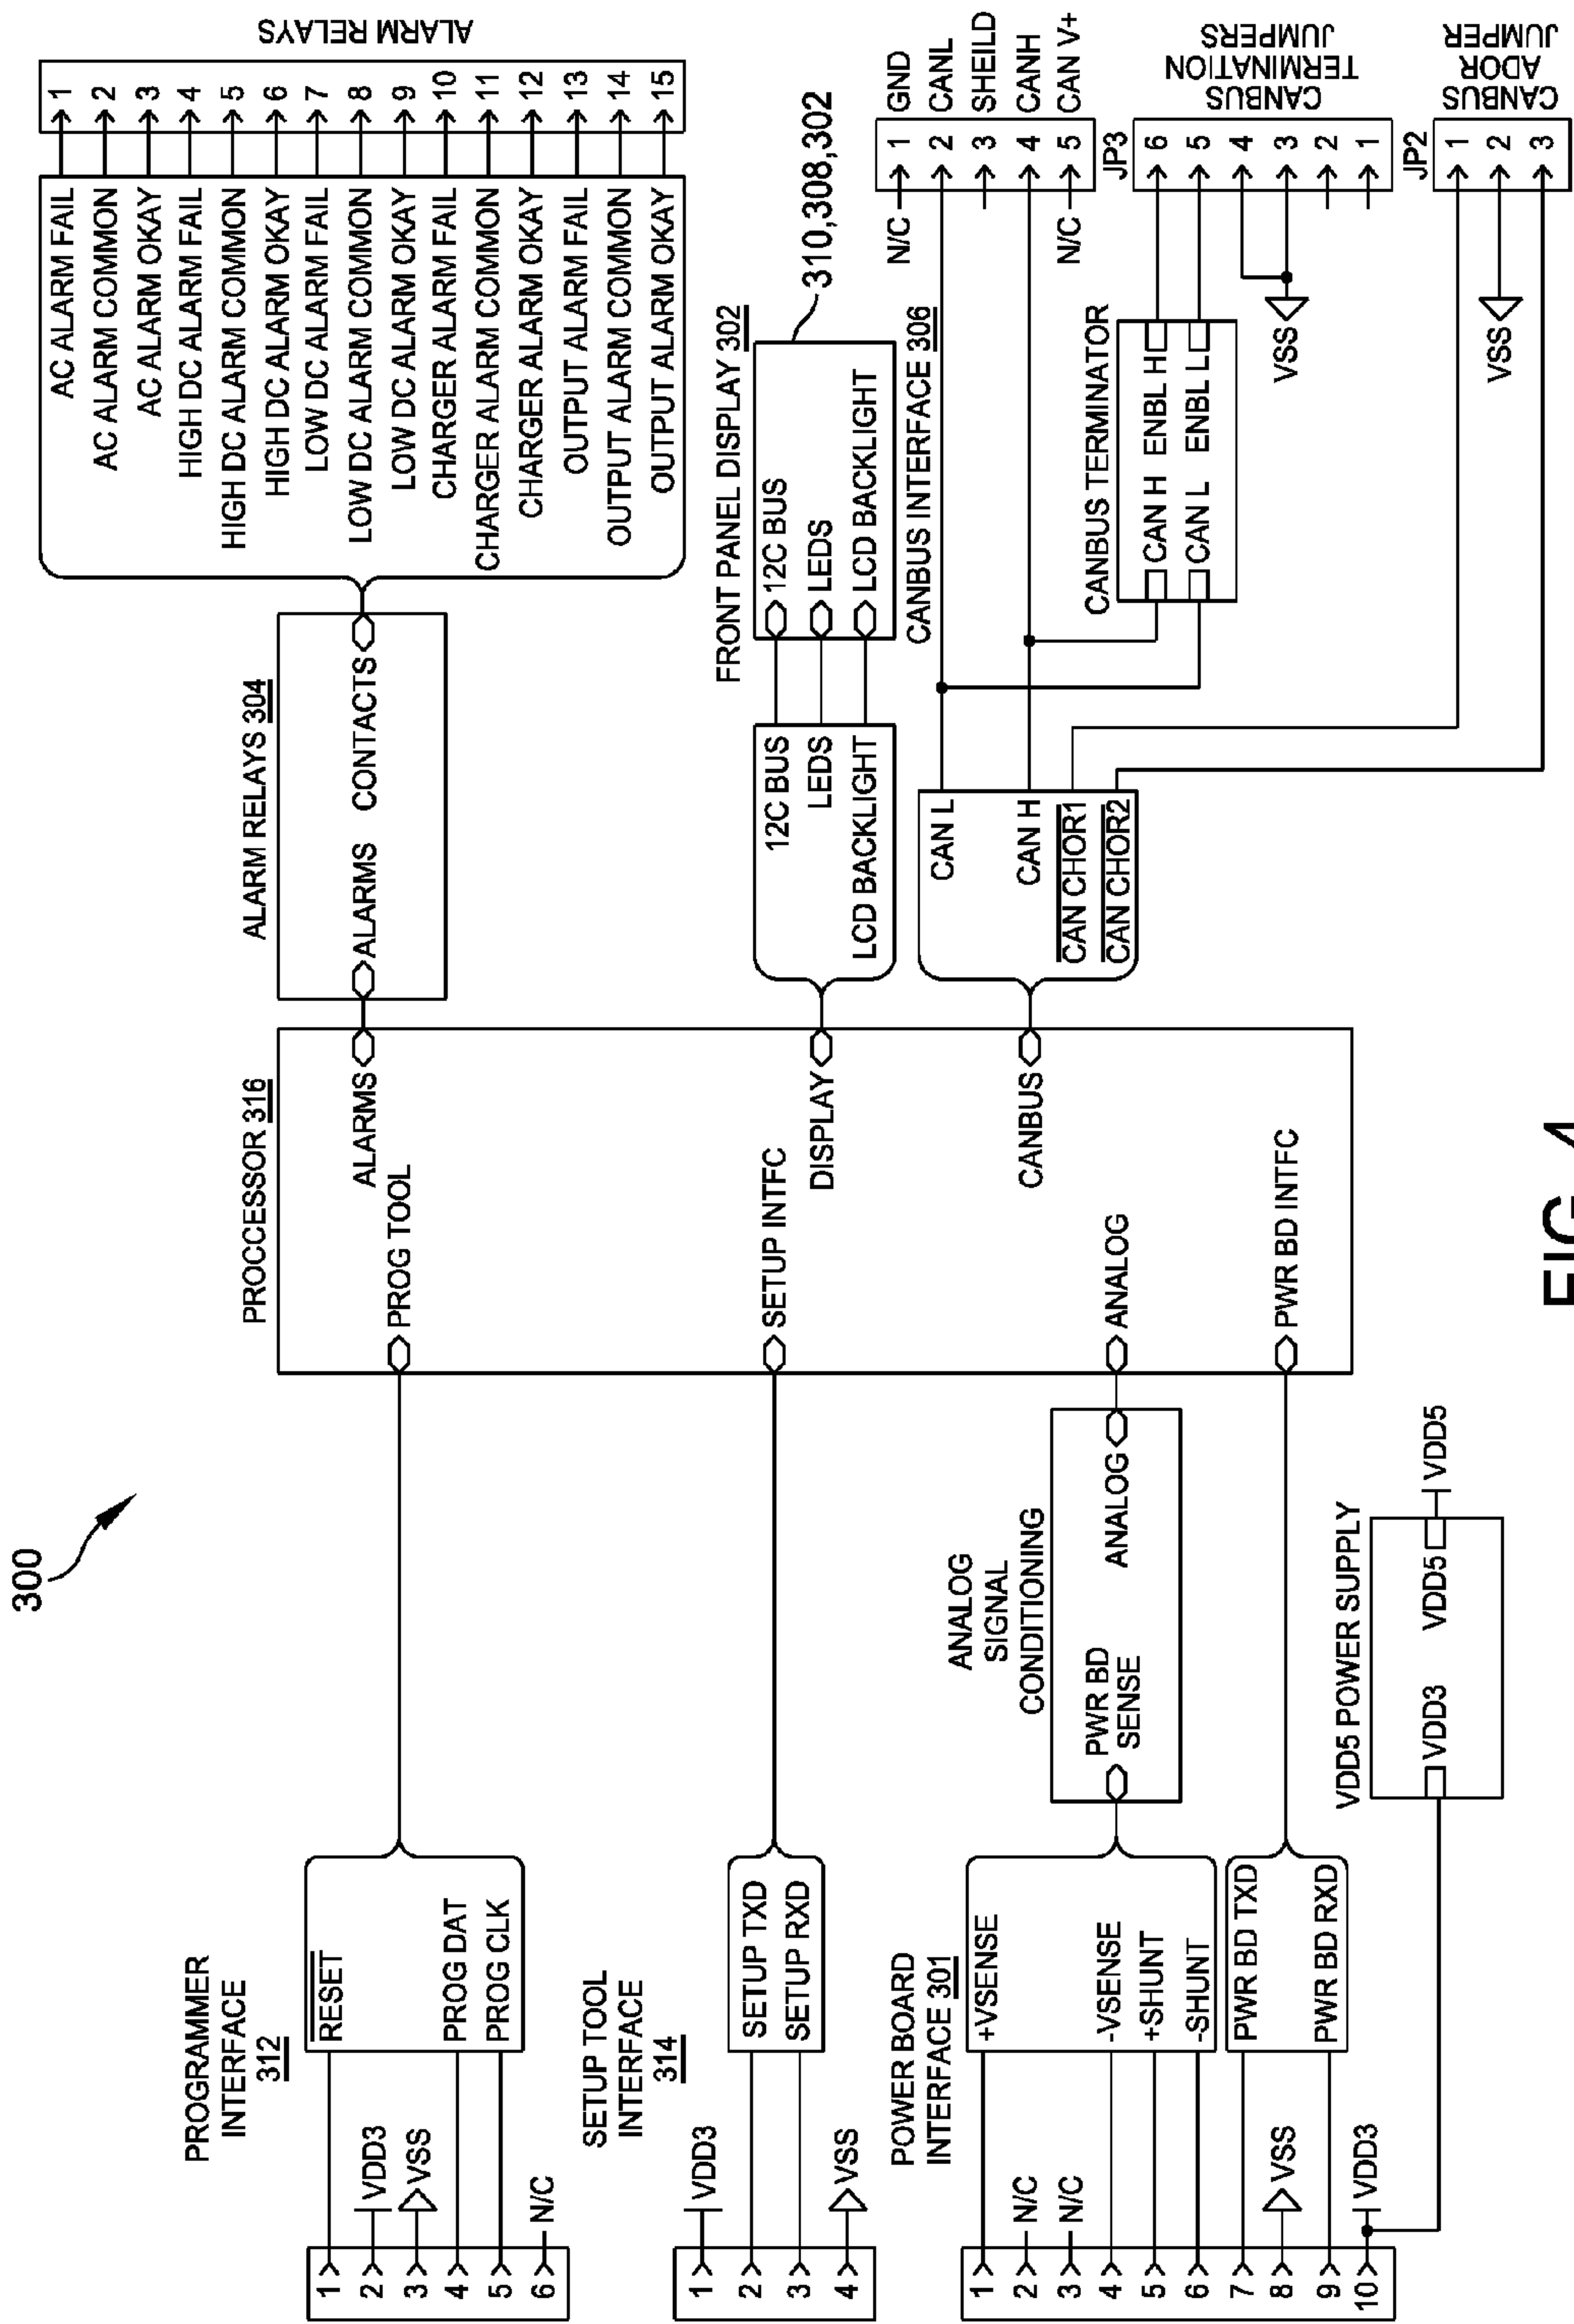 300
PROGRAMMER
INTERFACE
312
1
2
3
4
5
6
VDD3
VSS
N/C
RESET
PROG DAT
PROG CLK
SETUP TOOL
INTERFACE
314
1
2
3
4
VDD3
VSS
SETUP TXD
SETUP RXD
POWER BOARD
INTERFACE 301
1
2
3
4
5
6
7
8
9
10
N/C
N/C
VSS
VDD3
+VSENSE
-VSENSE
+SHUNT
-SHUNT
PWR BD TXD
PWR BD RXD
ANALOG
SIGNAL
CONDITIONING
PWR BD
SENSE
ANALOG
VDD5 POWER SUPPLY
VDD3
VDD5
VDD5
PROCCESSOR 316
ALARMS
PROG TOOL
SETUP INTFC
DISPLAY
CANBUS
ANALOG
PWR BD INTFC
ALARM RELAYS 304
ALARMS
CONTACTS
AC ALARM FAIL
AC ALARM COMMON
AC ALARM OKAY
HIGH DC ALARM FAIL
HIGH DC ALARM COMMON
HIGH DC ALARM OKAY
LOW DC ALARM FAIL
LOW DC ALARM COMMON
LOW DC ALARM OKAY
CHARGER ALARM FAIL
CHARGER ALARM COMMON
CHARGER ALARM OKAY
OUTPUT ALARM FAIL
OUTPUT ALARM COMMON
OUTPUT ALARM OKAY
1
2
3
4
5
6
7
8
9
10
11
12
13
14
15
ALARM RELAYS
FRONT PANEL DISPLAY 302
12C BUS
LEDS
LCD BACKLIGHT
12C BUS
LEDS
LCD BACKLIGHT
310,308,302
CANBUS INTERFACE 306
CAN L
CAN H
CAN CHOR1
CAN CHOR2
N/C
N/C
1
2
3
4
5
GND
CANL
SHEILD
CANH
CAN V+
CANBUS TERMINATOR
CAN H ENBL H
CAN L ENBL L
VSS
JP3
6
5
4
3
2
1
CANBUS
TERMINATION
JUMPERS
VSS
JP2
1
2
3
CANBUS
ADOR
JUMPER